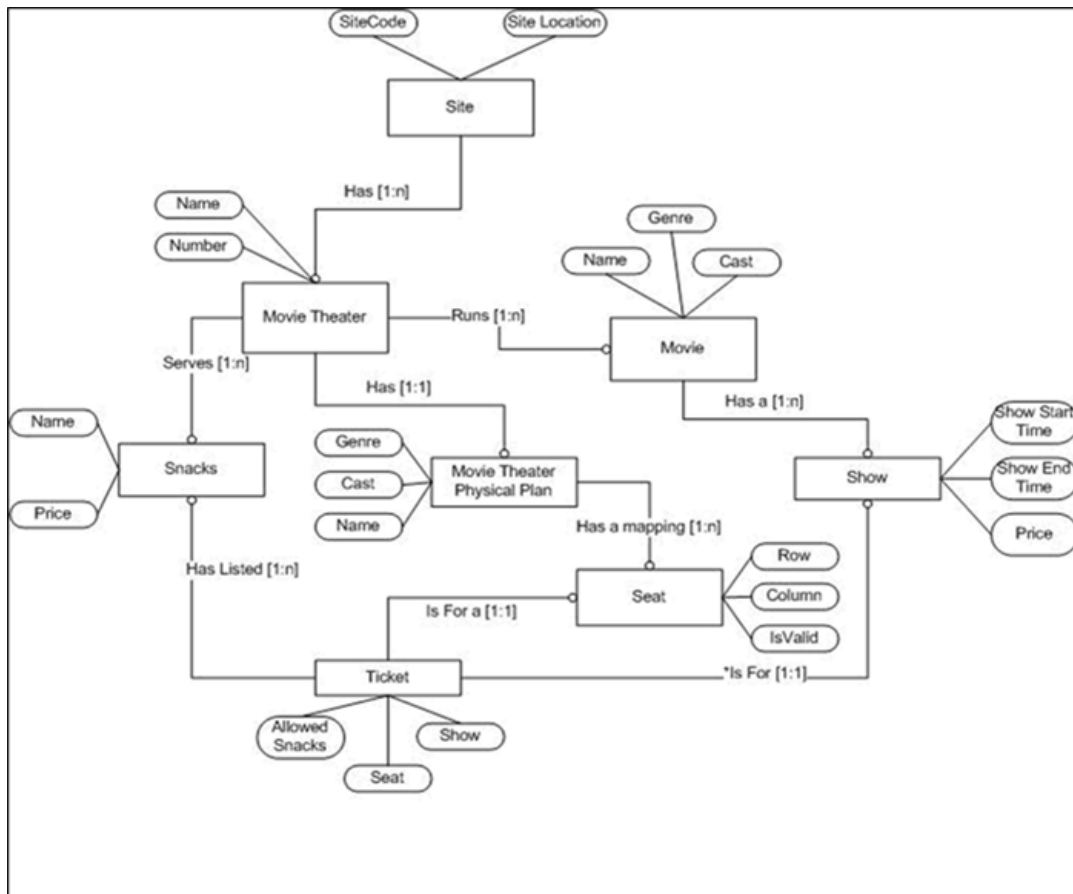 SiteCode
Site Location
Site
Has [1:n]
Name
Number
Movie Theater
Genre
Name
Cast
Runs [1:n]
Movie
Serves [1:n]
Has [1:1]
Has a [1:n]
Name
Snacks
Price
Genre
Cast
Name
Movie Theater
Physical Plan
Show Start
Time
Show End
Time
Price
Show
Has a mapping [1:n]
Has Listed [1:n]
Is For a [1:1]
Seat
Row
Column
IsValid
Ticket
*Is For [1:1]
Allowed
Snacks
Show
Seat